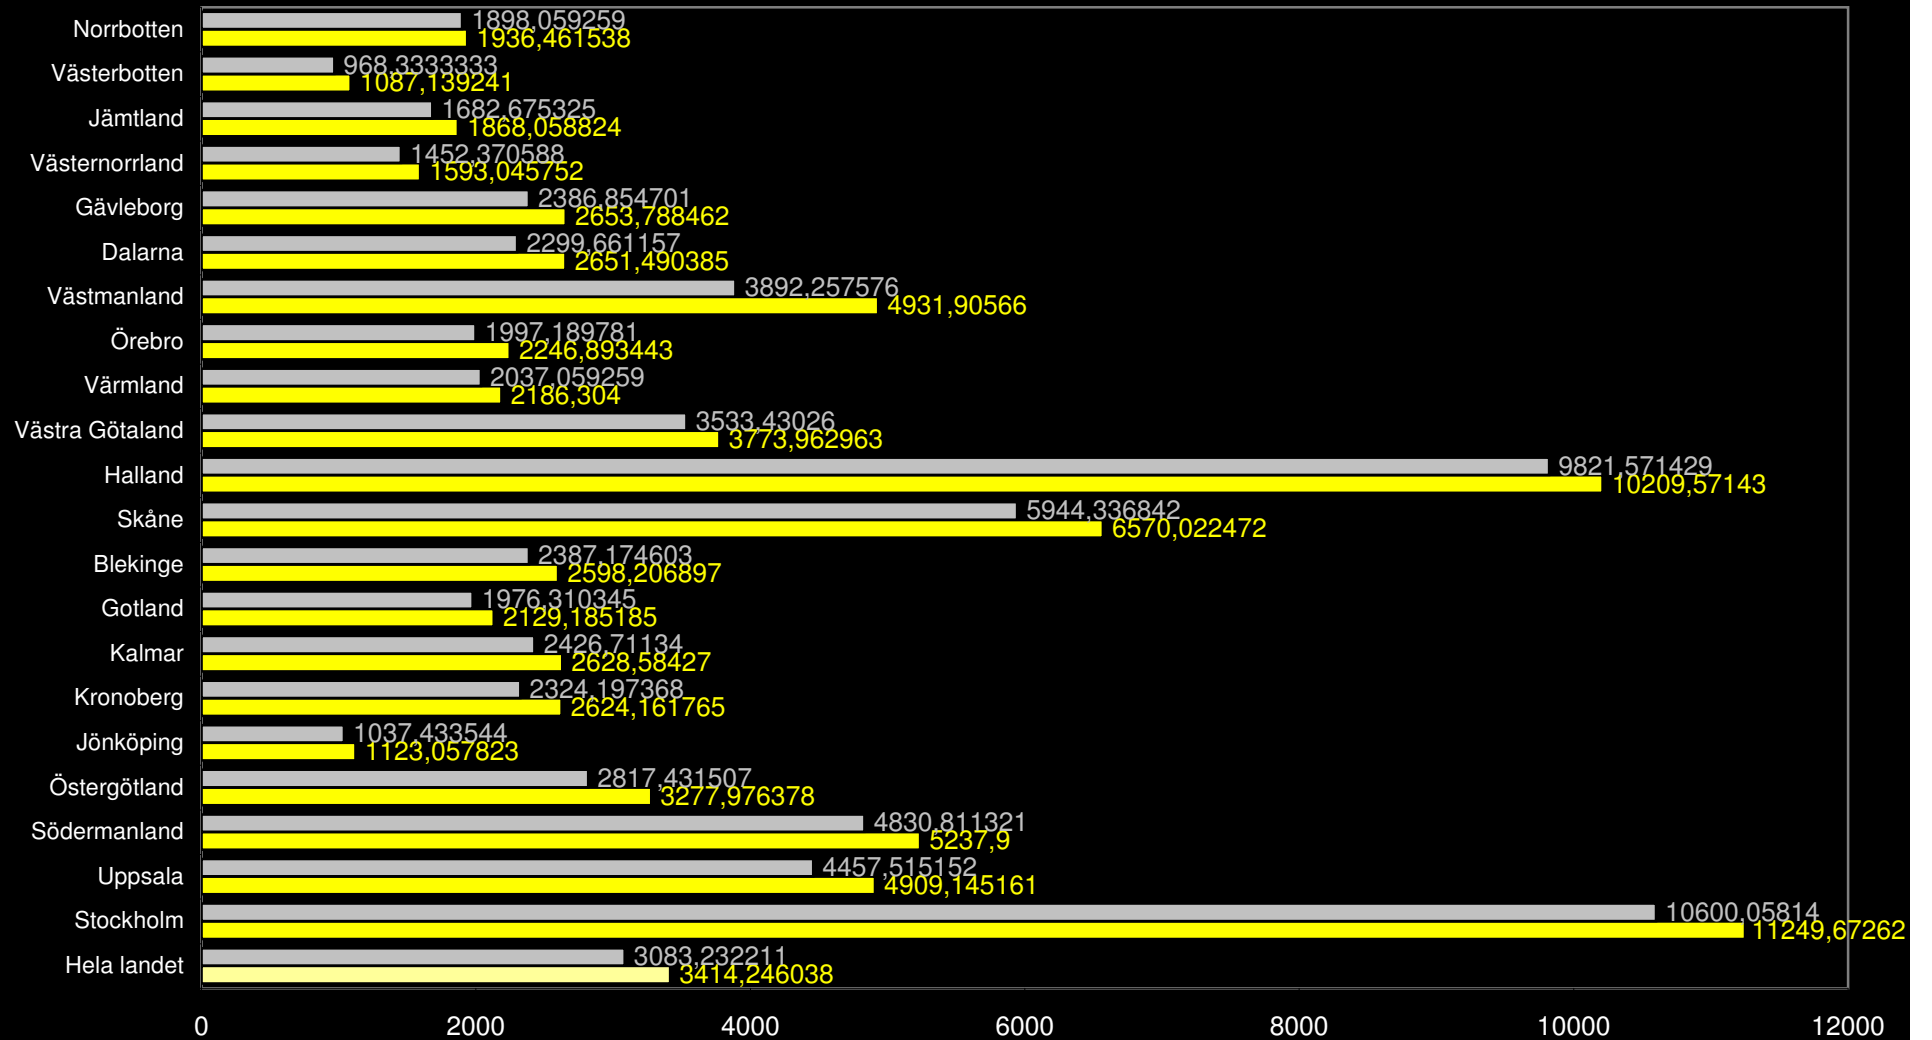 Norrbotten
1898,059259
1936,461538
Västerbotten
968,3333333
1087,139241
Jämtland
1682,675325
1868,058824
Västernorrland
1452,370588
1593,045752
Gävleborg
2386,854701
2653,788462
Dalarna
2299,661157
2651,490385
Västmanland
3892,257576
4931,90566
Örebro
1997,189781
2246,893443
Värmland
2037,059259
2186,304
Västra Götaland
3533,43026
3773,962963
Halland
9821,571429
10209,57143
Skåne
5944,336842
6570,022472
Blekinge
2387,174603
2598,206897
Gotland
1976,310345
2129,185185
Kalmar
2426,71134
2628,58427
Kronoberg
2324,197368
2624,161765
Jönköping
1037,433544
1123,057823
Östergötland
2817,431507
3277,976378
Södermanland
4830,811321
5237,9
Uppsala
4457,515152
4909,145161
Stockholm
10600,05814
11249,67262
Hela landet
3083,232211
3414,246038
0 2000 4000 6000 8000 10000 12000